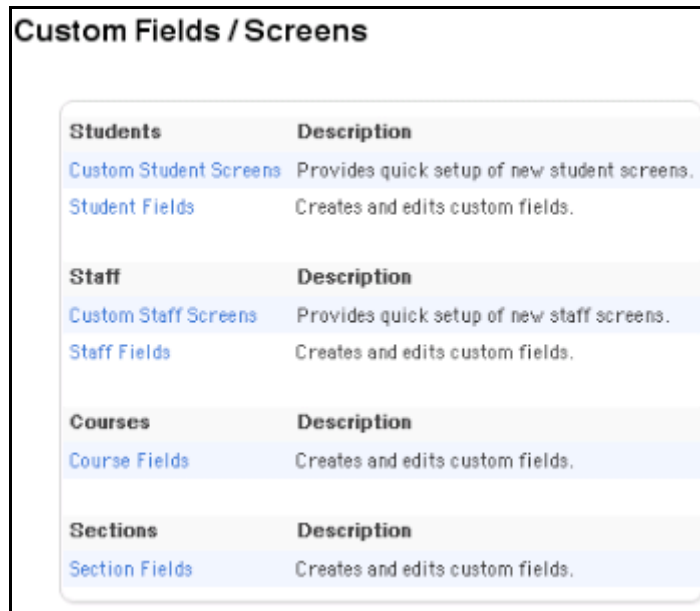 Custom Fields / Screens
Students Description
Custom Student Screens Provides quick setup of new student screens.
Student Fields Creates and edits custom fields.
Staff Description
Custom Staff Screens Provides quick setup of new staff screens.
Staff Fields Creates and edits custom fields.
Courses Description
Course Fields Creates and edits custom fields.
Sections Description
Section Fields Creates and edits custom fields.